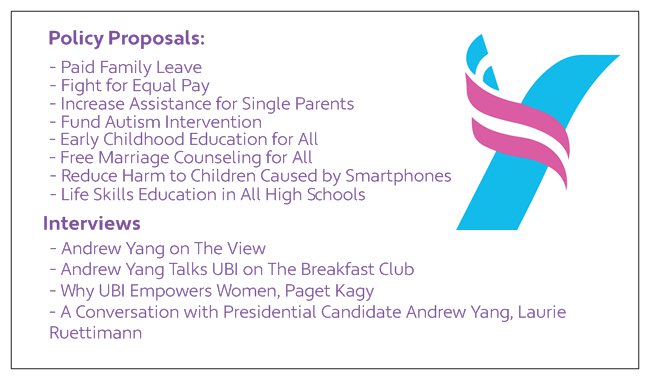 Policy Proposals:
- Paid Family Leave
- Fight for Equal Pay
- Increase Assistance for Single Parents
- Fund Autism Intervention
- Early Childhood Education for All
- Free Marriage Counseling for All
- Reduce Harm to Children Caused by Smartphones
- Life Skills Education in All High Schools
Interviews
- Andrew Yang on The View
- Andrew Yang Talks UBI on The Breakfast Club
- Why UBI Empowers Women, Paget Kagy
- A Conversation with Presidential Candidate Andrew Yang, Laurie
Ruettimann